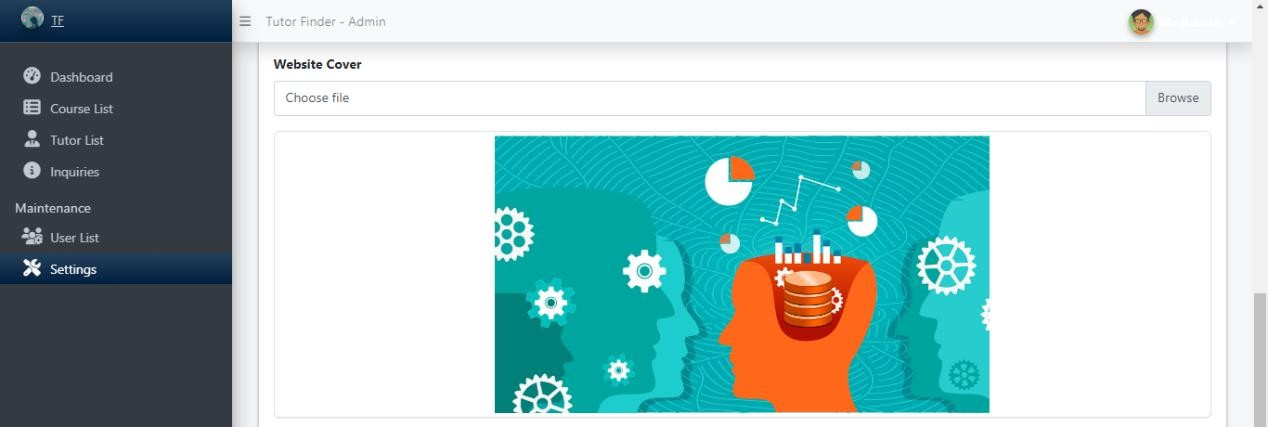 TF
Tutor Finder - Admin
Dashboard
Course List
Tutor List
Inquiries
Maintenance
User List
Settings
Website Cover
Choose file
Browse